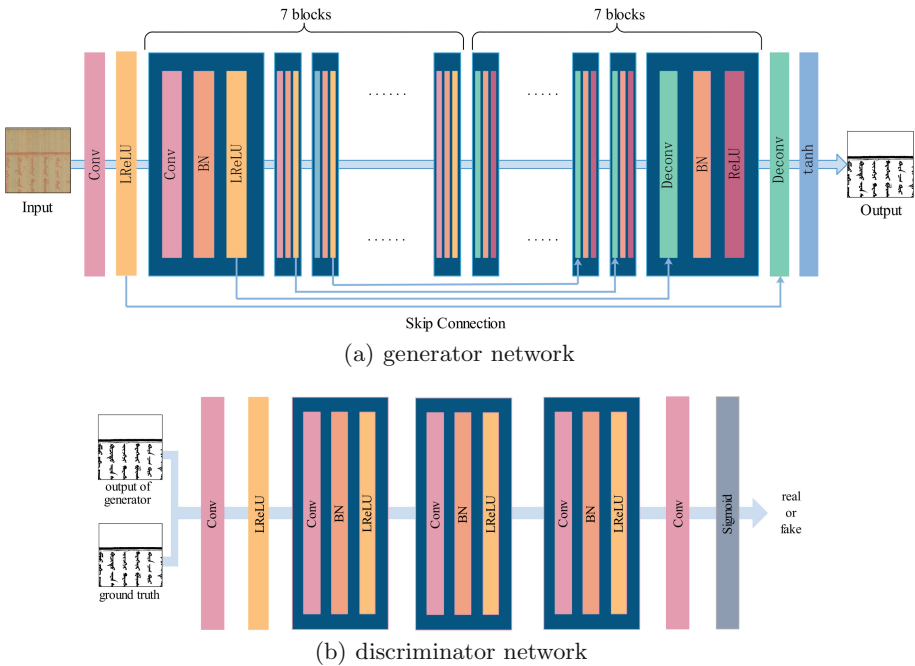 7 blocks
7 blocks
Conv
LReLU
Conv
BN
LReLU
......
.....
......
.....
Deconv
BN
ReLU
Deconv
tanh
Input
Output
Skip Connection
(a) generator network
output of
generator
ground truth
Conv
LReLU
Conv
BN
LReLU
Conv
BN
LReLU
Conv
BN
LReLU
Conv
Sigmoid
real
or
fake
(b) discriminator network